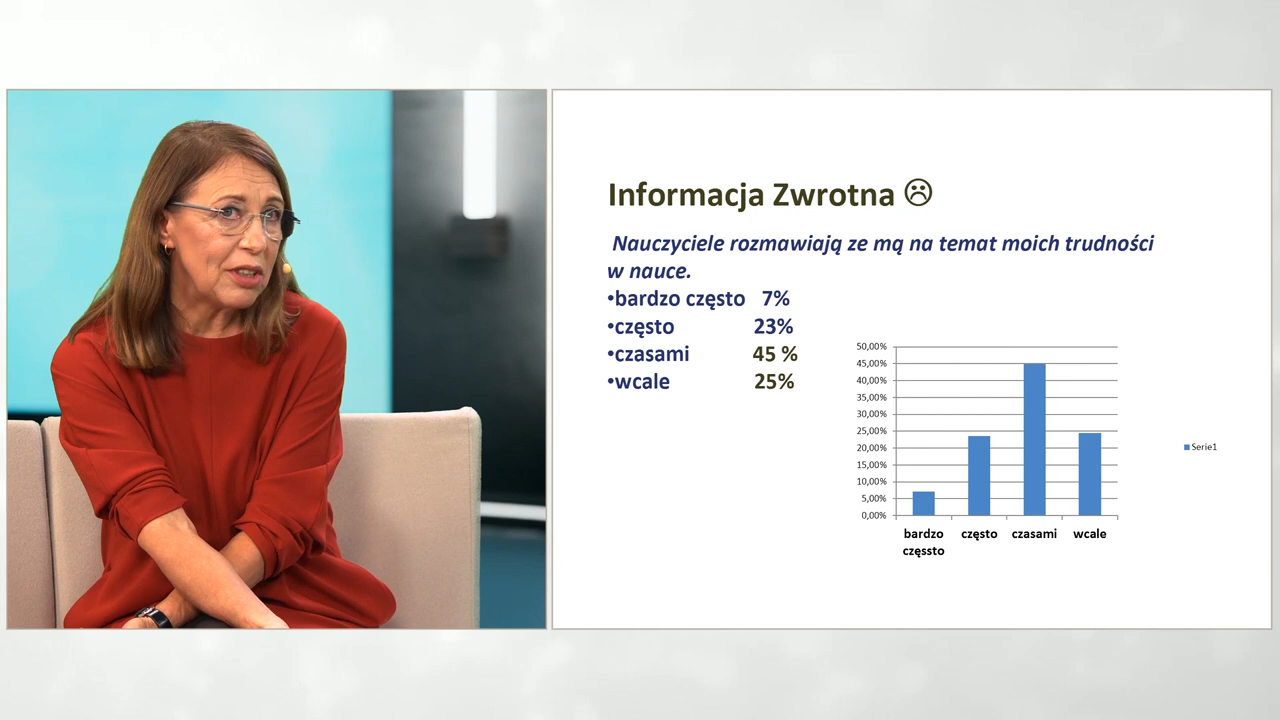 Informacja Zwrotna ☹
Nauczyciele rozmawiają ze mą na temat moich trudności
w nauce.
•bardzo często 7%
•często 23%
•czasami 45 %
•wcale 25%
50,00%
45,00%
40,00%
35,00%
30,00%
25,00%
20,00%
15,00%
10,00%
5,00%
0,00%
bardzo
częssto
często
czasami
wcale
Serie1